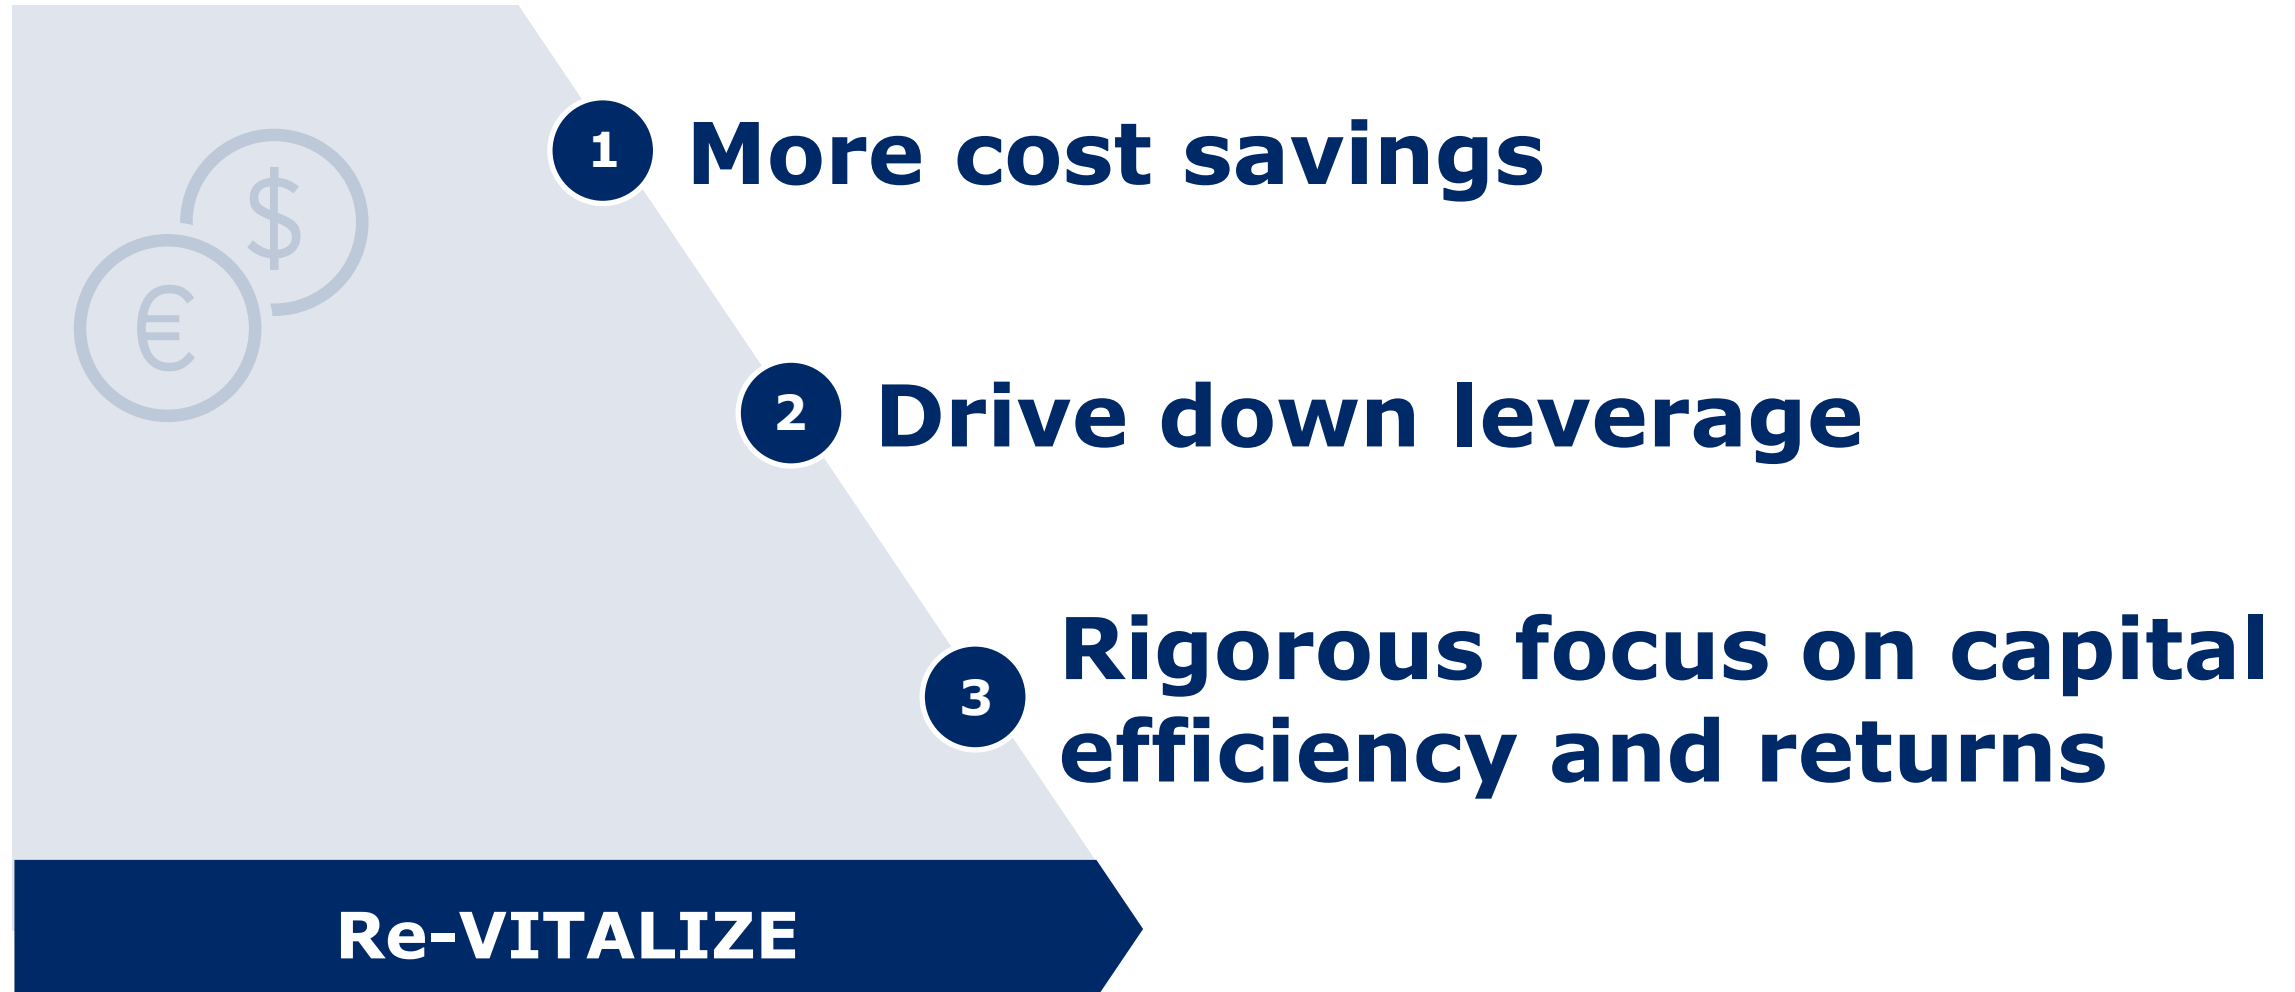 $
€
1 More cost savings
2 Drive down leverage
3 Rigorous focus on capital
efficiency and returns
Re-VITALIZE